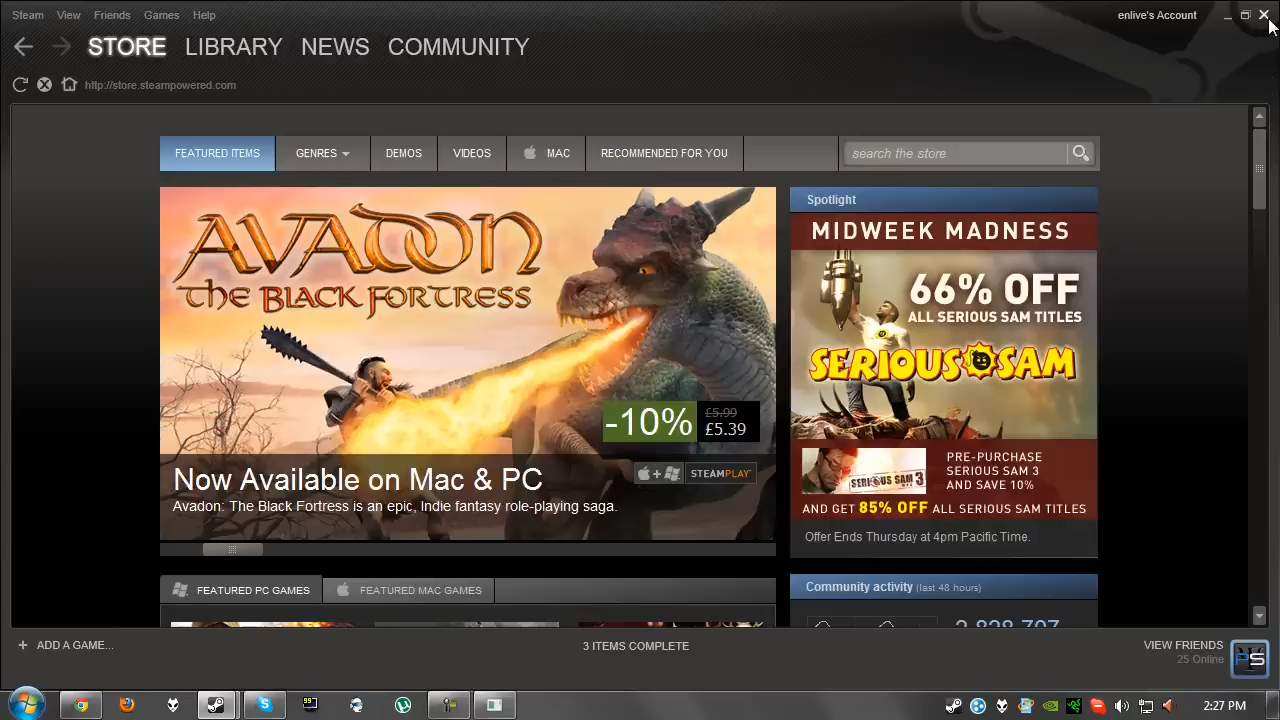 Steam View Friends Games Help
enlive's Account
STORE LIBRARY NEWS COMMUNITY
http://store.steampowered.com
FEATURED ITEMS GENRES DEMOS VIDEOS MAC RECOMMENDED FOR YOU
search the store
AVADON
THE BLACK FORTRESS
-10%
£5.99
£5.39
STEAMPLAY
Now Available on Mac & PC
Avadon: The Black Fortress is an epic, Indie fantasy role-playing saga.
Spotlight
MIDWEEK MADNESS
66% OFF
ALL SERIOUS SAM TITLES
SERIOUS SAM
SERIOUS SAM 3
PRE-PURCHASE
SERIOUS SAM 3
AND SAVE 10%
AND GET 85% OFF ALL SERIOUS SAM TITLES
Offer Ends Thursday at 4pm Pacific Time.
FEATURED PC GAMES
FEATURED MAC GAMES
Community activity (last 48 hours)
+ ADD A GAME...
3 ITEMS COMPLETE
VIEW FRIENDS
25 Online
PS
99
2:27 PM